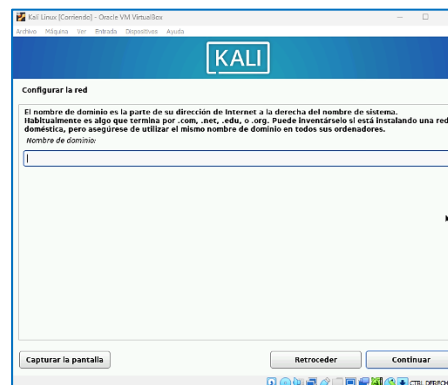 Kali Linux [Corriendo] - Oracle VM VirtualBox
Archivo Máquina Ver Entrada Dispositivos Ayuda
KALI
Configurar la red
El nombre de dominio es la parte de su dirección de Internet a la derecha del nombre de sistema.
Habitualmente es algo que termina por .com, .net, .edu, o .org. Puede inventárselo si está instalando una red
doméstica, pero asegúrese de utilizar el mismo nombre de dominio en todos sus ordenadores.
Nombre de dominio:
Capturar la pantalla
Retroceder
Continuar
CTRL DERECHA